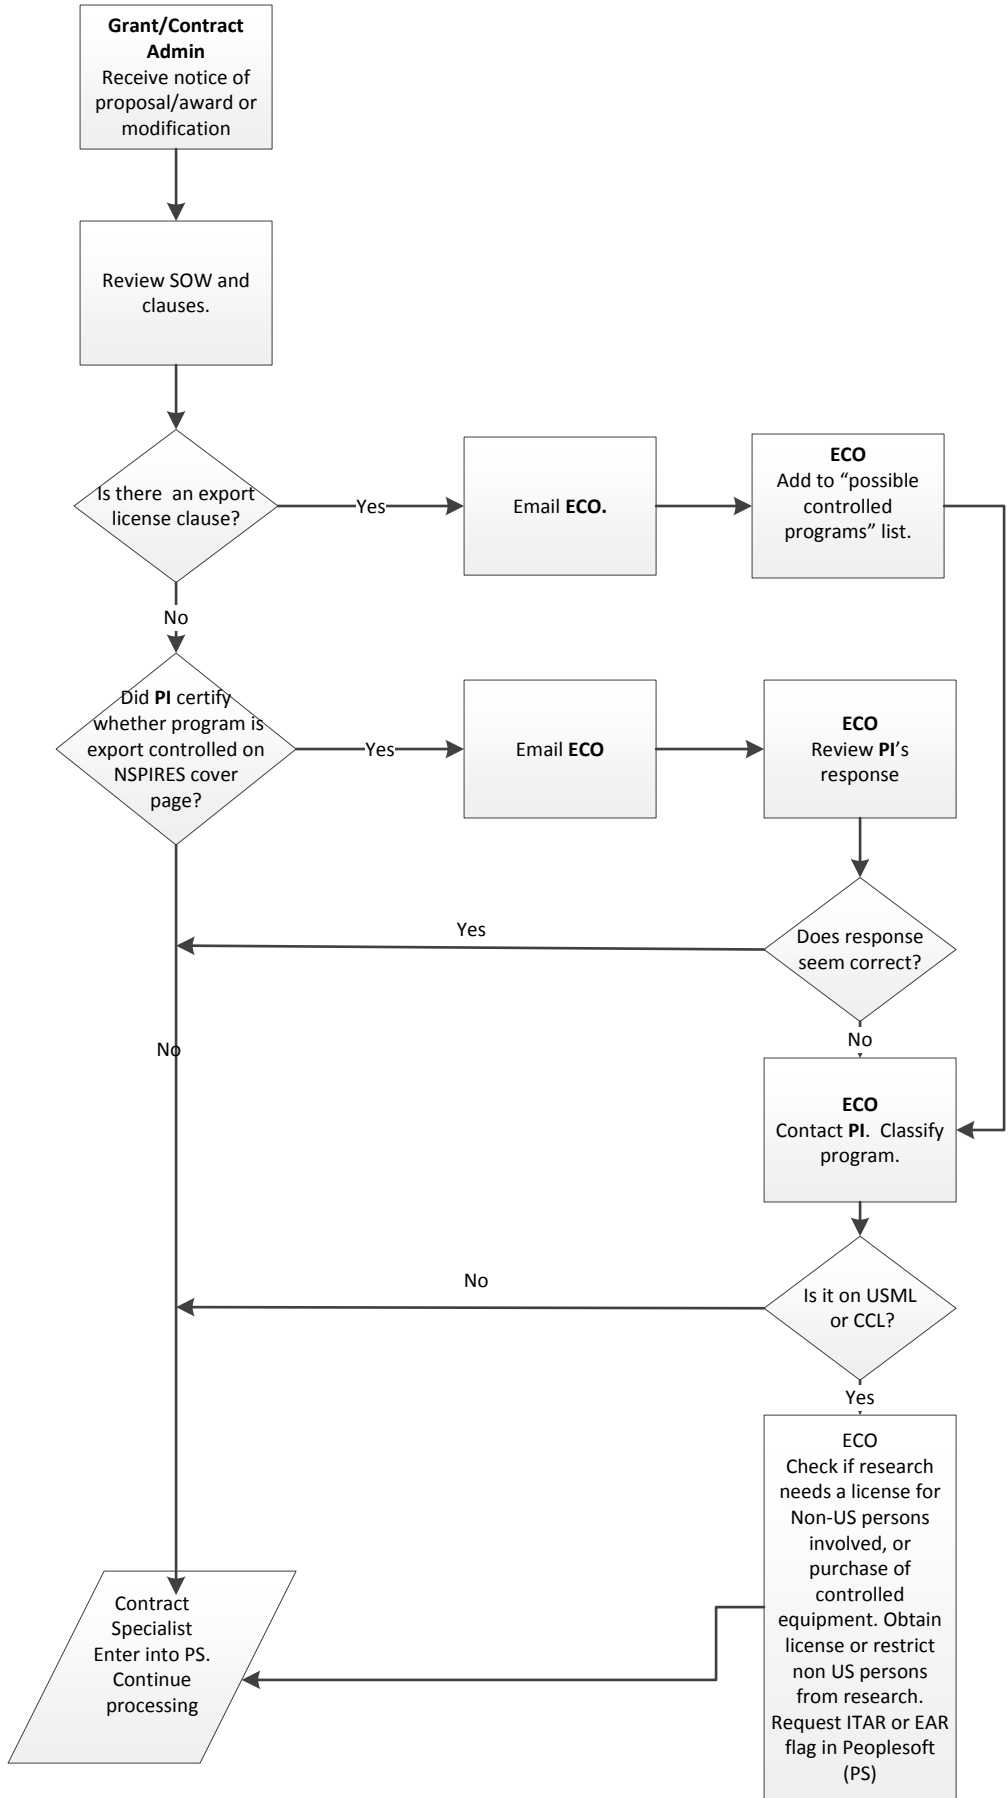 Grant/Contract
Admin
Receive notice of
proposal/award or
modification
Review SOW and
clauses.
Is there  an export
license clause?
Yes
Email ECO.
ECO
Add to “possible
controlled
programs” list.
No
Did PI certify
whether program is
export controlled on
NSPIRES cover
page?
Yes
Email ECO
ECO
Review PI’s
response
Does response
seem correct?
Yes
No
No
ECO
Contact PI.  Classify
program.
Is it on USML
or CCL?
No
Yes
ECO
Check if research
needs a license for
Non-US persons
involved, or
purchase of
controlled
equipment. Obtain
license or restrict
non US persons
from research.
Request ITAR or EAR
flag in Peoplesoft
(PS)
Contract
Specialist
Enter into PS.
Continue
processing